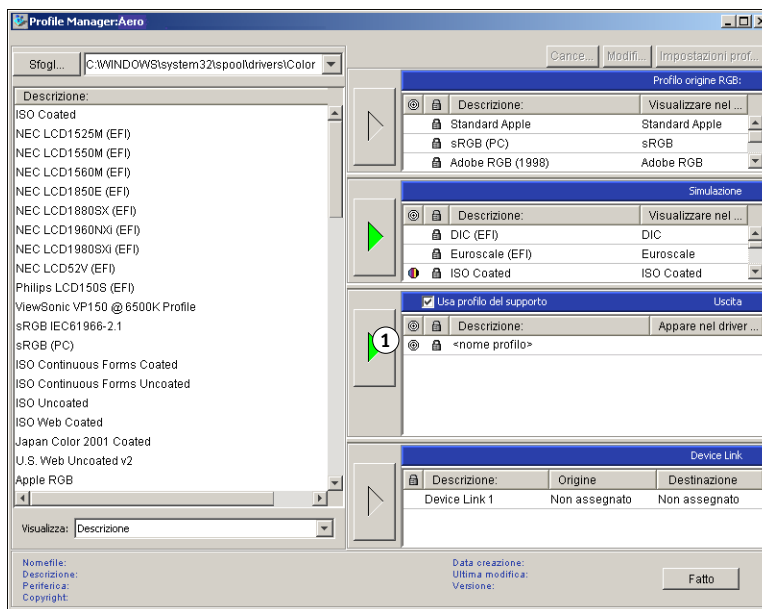 Profile Manager:Aero
Sfogl... C:\WINDOWS\system32\spool\drivers\Color
Descrizione:
ISO Coated
NEC LCD1525M (EFI)
NEC LCD1550M (EFI)
NEC LCD1560M (EFI)
NEC LCD1850E (EFI)
NEC LCD1880SX (EFI)
NEC LCD1960NXi (EFI)
NEC LCD1980SXi (EFI)
NEC LCD52V (EFI)
Philips LCD150S (EFI)
ViewSonic VP150 @ 6500K Profile
sRGB IEC61966-2.1
sRGB (PC)
ISO Continuous Forms Coated
ISO Continuous Forms Uncoated
ISO Uncoated
ISO Web Coated
Japan Color 2001 Coated
U.S. Web Uncoated v2
Apple RGB
Visualizza: Descrizione
Cance... Modifi... Impostazioni prof...
Profilo origine RGB:
Descrizione: Visualizzare nel ...
Standard Apple Standard Apple
sRGB (PC) sRGB
Adobe RGB (1998) Adobe RGB
Simulazione
Descrizione: Visualizzare nel ...
DIC (EFI) DIC
Euroscale (EFI) Euroscale
ISO Coated ISO Coated
Usa profilo del supporto Uscita
Descrizione: Appare nel driver ...
<nome profilo>
1
Device Link
Descrizione: Origine Destinazione
Device Link 1 Non assegnato Non assegnato
Nomefile:
Descrizione:
Periferica:
Copyright:
Data creazione:
Ultima modifica:
Versione:
Fatto